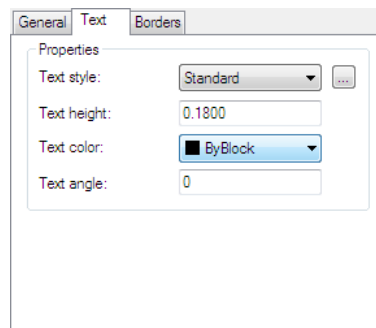 General Text Borders
Properties
Text style: Standard ...
Text height: 0.1800
Text color: ByBlock
Text angle: 0